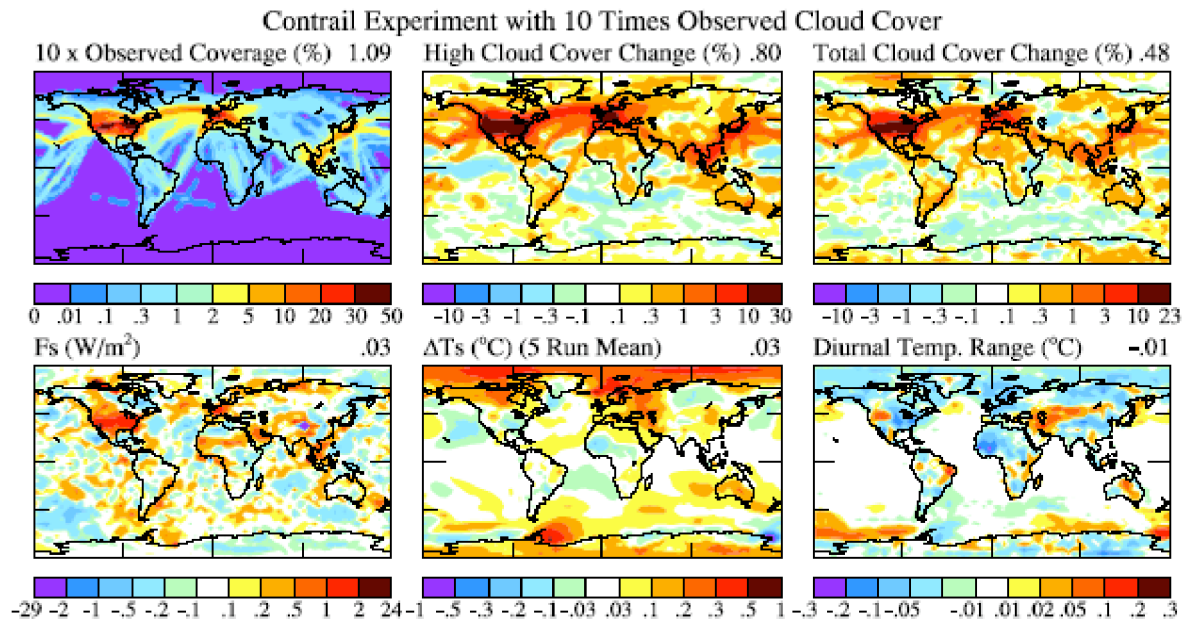 Contrail Experiment with 10 Times Observed Cloud Cover
10 x Observed Coverage (%) 1.09
High Cloud Cover Change (%) .80
Total Cloud Cover Change (%) .48
0 .01 .1 .3 1 2 5 10 20 30 50
-10 -3 -1 -.3 -.1 .1 .3 1 3 10 30
-10 -3 -1 -.3 -.1 .1 .3 1 3 10 23
Fs (W/m²) .03
ΔTs (°C) (5 Run Mean) .03
Diurnal Temp. Range (°C) -.01
-29 -2 -1 -.5 -.2 -.1 .1 .2 .5 1 2 24
-1 -.5 -.3 -.2 -.1 -.03 .03 .1 .2 .3 .5 1
-.3 -.2 -.1 -.05 -.01 .01 .02 .05 .1 .2 .3